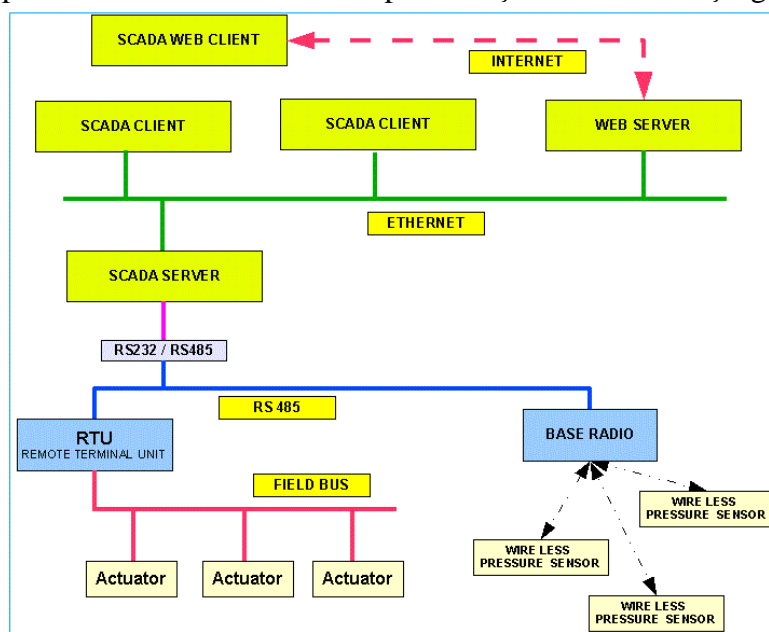 SCADA WEB CLIENT
INTERNET
SCADA CLIENT
SCADA CLIENT
WEB SERVER
ETHERNET
SCADA SERVER
RS232 / RS485
RS 485
RTU
REMOTE TERMINAL UNIT
BASE RADIO
FIELD BUS
WIRE LESS
PRESSURE SENSOR
WIRE LESS
PRESSURE SENSOR
Actuator
Actuator
Actuator
WIRE LESS
PRESSURE SENSOR